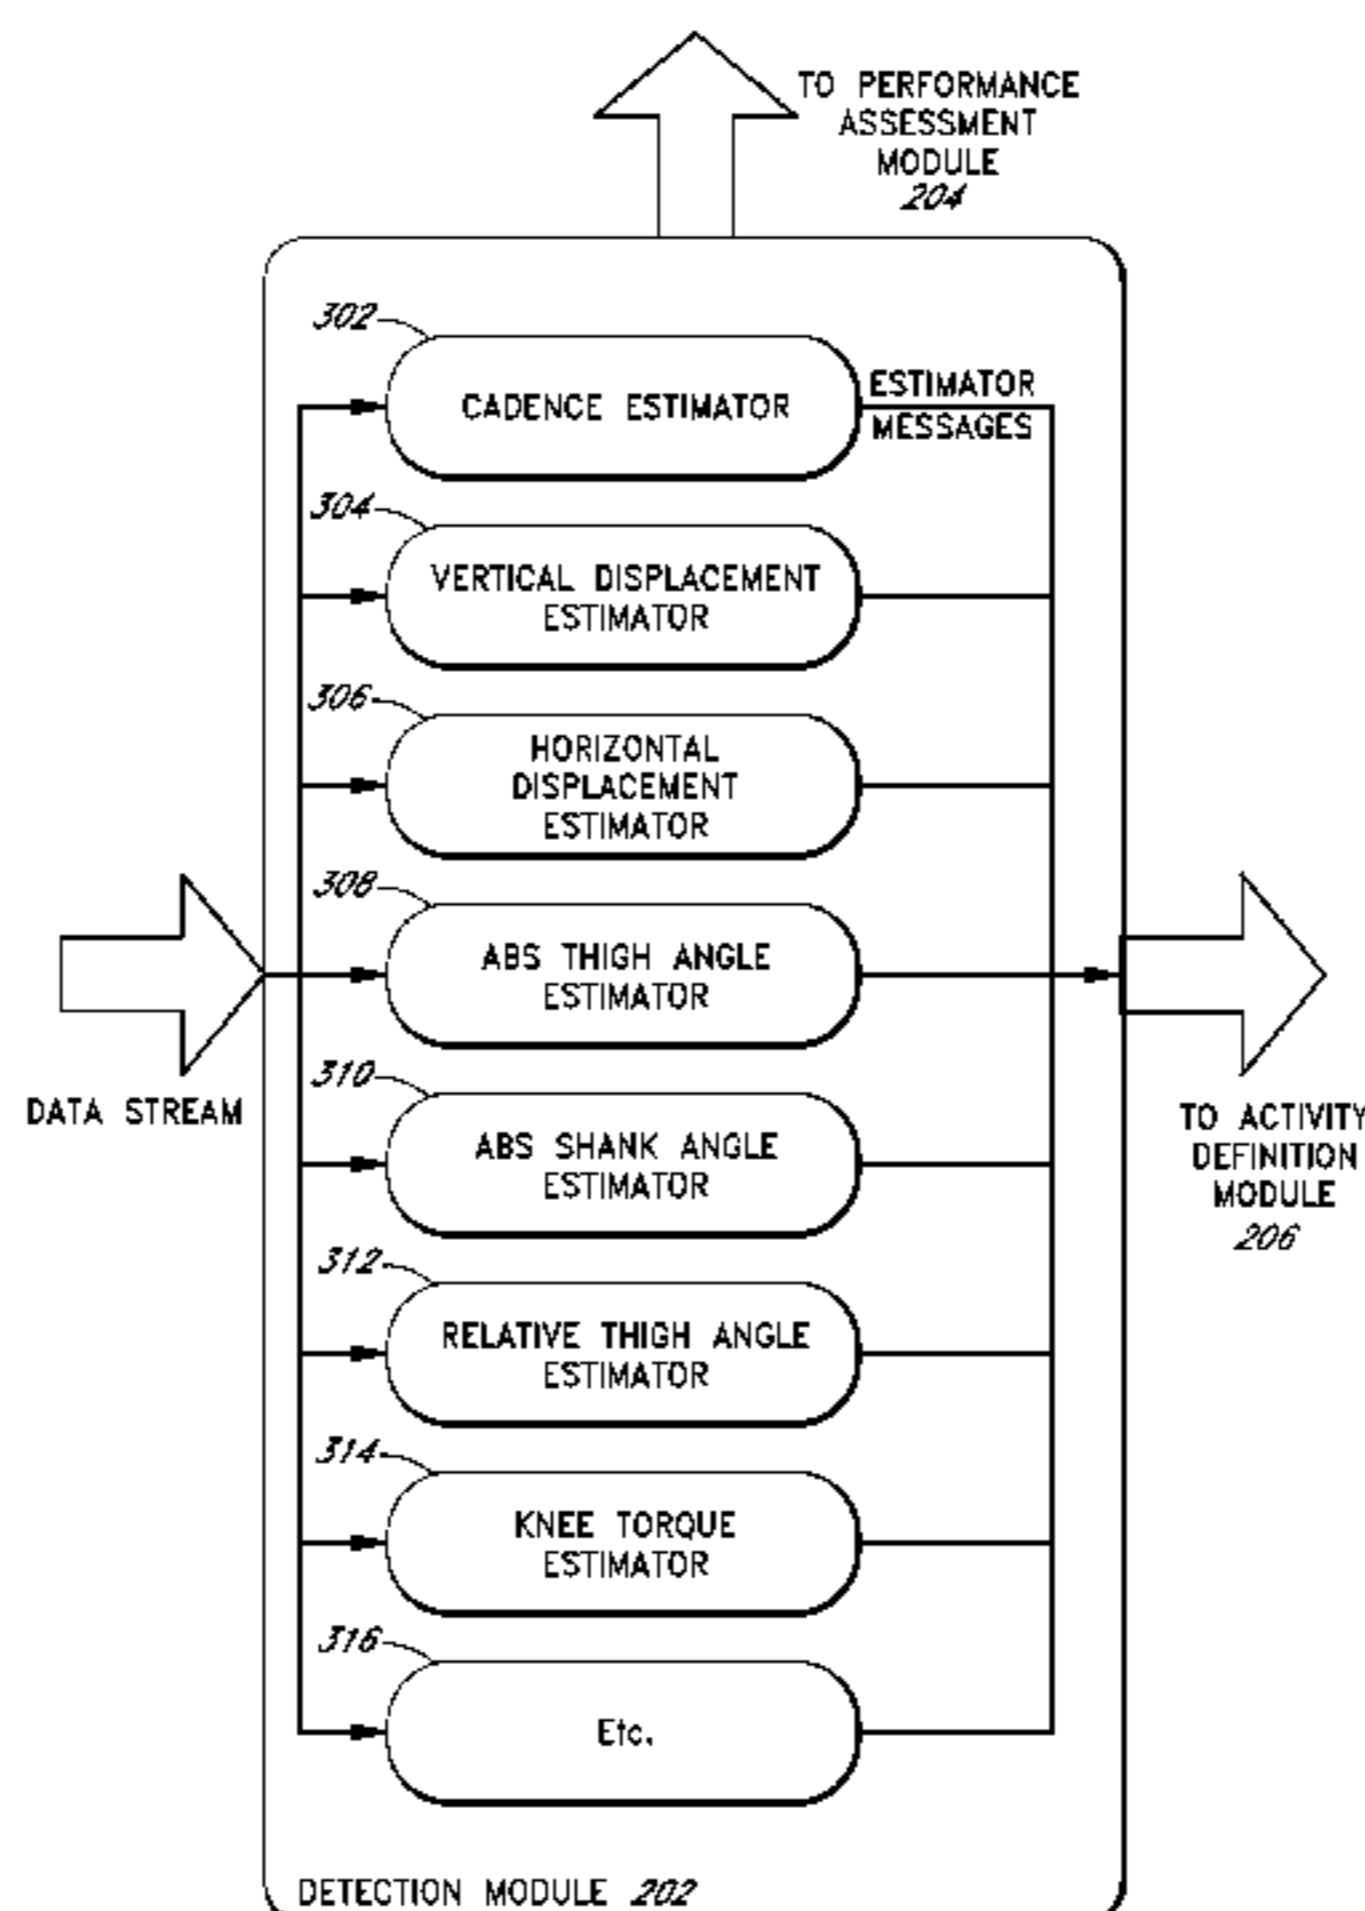 TO PERFORMANCE
ASSESSMENT
MODULE
204
302
CADENCE ESTIMATOR
ESTIMATOR
MESSAGES
304
VERTICAL DISPLACEMENT
ESTIMATOR
306
HORIZONTAL
DISPLACEMENT
ESTIMATOR
308
ABS THIGH ANGLE
ESTIMATOR
DATA STREAM
310
ABS SHANK ANGLE
ESTIMATOR
TO ACTIVITY
DEFINITION
MODULE
206
312
RELATIVE THIGH ANGLE
ESTIMATOR
314
KNEE TORQUE
ESTIMATOR
316
Etc.
DETECTION MODULE 202